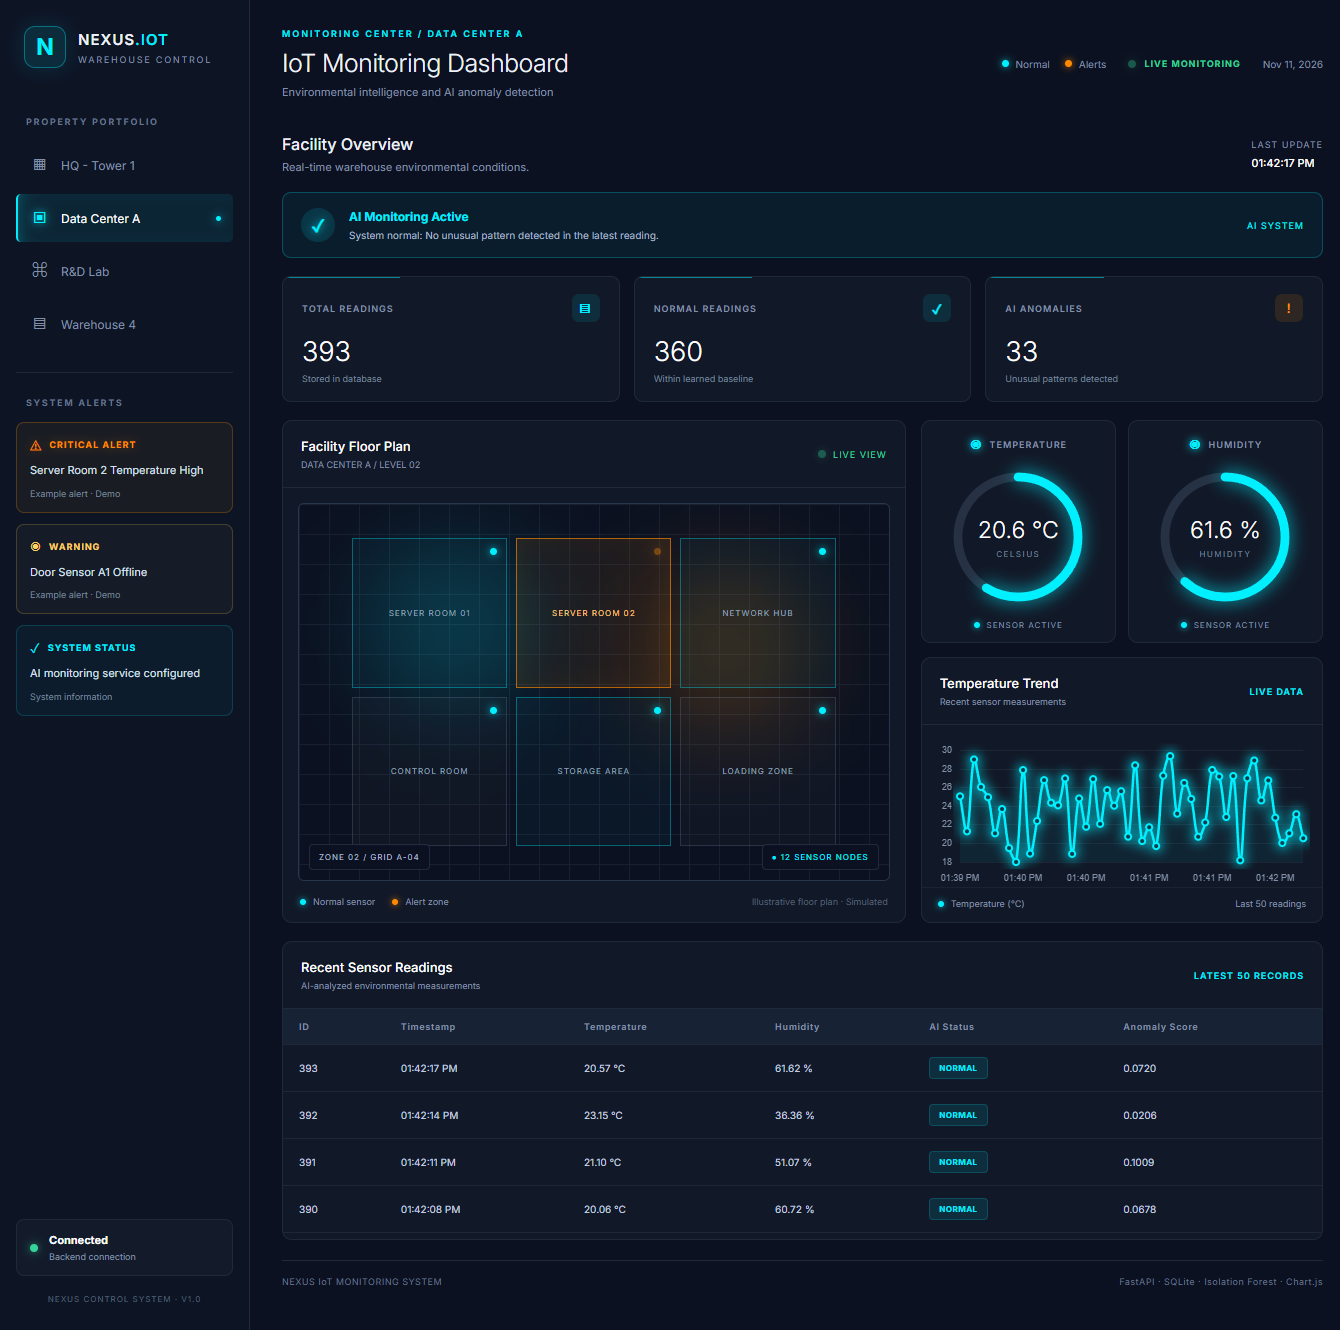 N
NEXUS.IOT
WAREHOUSE CONTROL
PROPERTY PORTFOLIO
HQ - Tower 1
Data Center A
R&D Lab
Warehouse 4
SYSTEM ALERTS
CRITICAL ALERT
Server Room 2 Temperature High
Example alert · Demo
WARNING
Door Sensor A1 Offline
Example alert · Demo
SYSTEM STATUS
AI monitoring service configured
System information
Connected
Backend connection
NEXUS CONTROL SYSTEM · V1.0
MONITORING CENTER / DATA CENTER A
IoT Monitoring Dashboard
Environmental intelligence and AI anomaly detection
Normal Alerts LIVE MONITORING Nov 11, 2026
Facility Overview
Real-time warehouse environmental conditions.
LAST UPDATE
01:42:17 PM
AI Monitoring Active
System normal: No unusual pattern detected in the latest reading.
AI SYSTEM
TOTAL READINGS
393
Stored in database
NORMAL READINGS
360
Within learned baseline
AI ANOMALIES
!
33
Unusual patterns detected
Facility Floor Plan
DATA CENTER A / LEVEL 02
LIVE VIEW
SERVER ROOM 01
SERVER ROOM 02
NETWORK HUB
CONTROL ROOM
STORAGE AREA
LOADING ZONE
ZONE 02 / GRID A-04
12 SENSOR NODES
Normal sensor Alert zone
Illustrative floor plan · Simulated
TEMPERATURE
20.6 °C
CELSIUS
SENSOR ACTIVE
HUMIDITY
61.6 %
HUMIDITY
SENSOR ACTIVE
Temperature Trend
Recent sensor measurements
LIVE DATA
30
28
26
24
22
20
18
01:39 PM 01:40 PM 01:40 PM 01:41 PM 01:41 PM 01:42 PM
Temperature (°C)
Last 50 readings
Recent Sensor Readings
AI-analyzed environmental measurements
LATEST 50 RECORDS
ID Timestamp Temperature Humidity AI Status Anomaly Score
393 01:42:17 PM 20.57 °C 61.62 % NORMAL 0.0720
392 01:42:14 PM 23.15 °C 36.36 % NORMAL 0.0206
391 01:42:11 PM 21.10 °C 51.07 % NORMAL 0.1009
390 01:42:08 PM 20.06 °C 60.72 % NORMAL 0.0678
NEXUS IoT MONITORING SYSTEM
FastAPI · SQLite · Isolation Forest · Chart.js